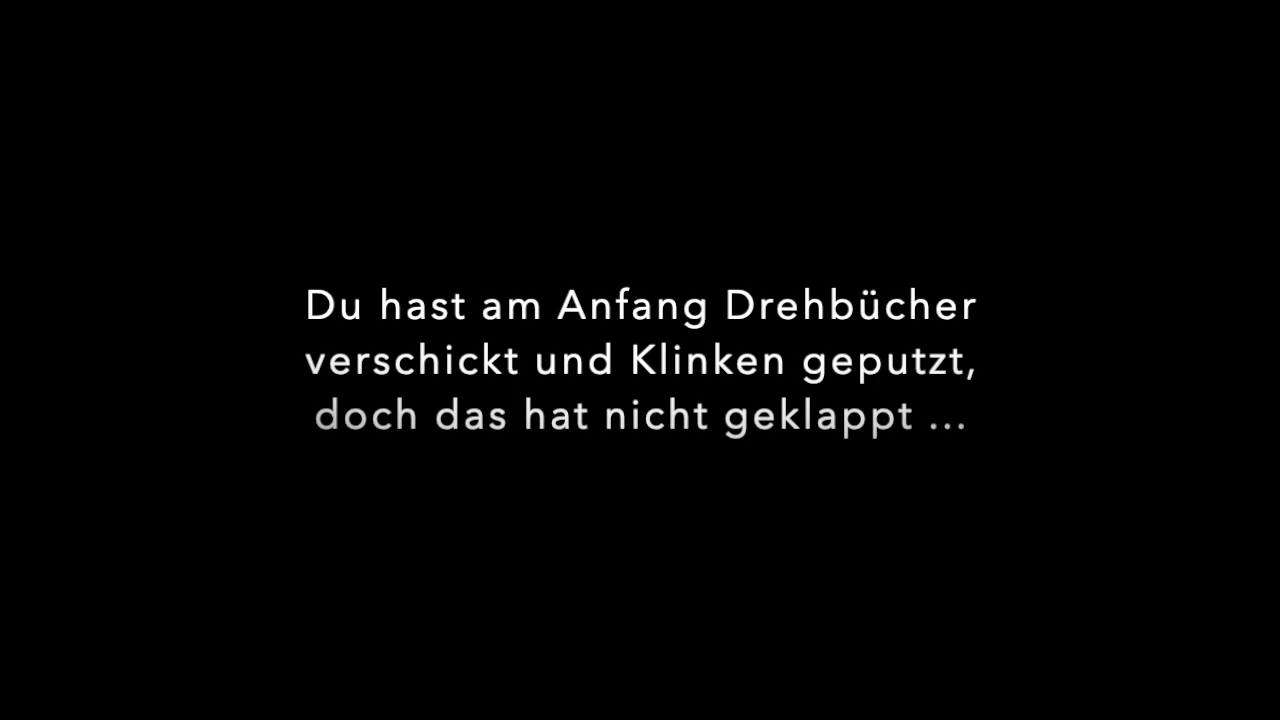 Du hast am Anfang Drehbücher
verschickt und Klinken geputzt,
doch das hat nicht geklappt ...